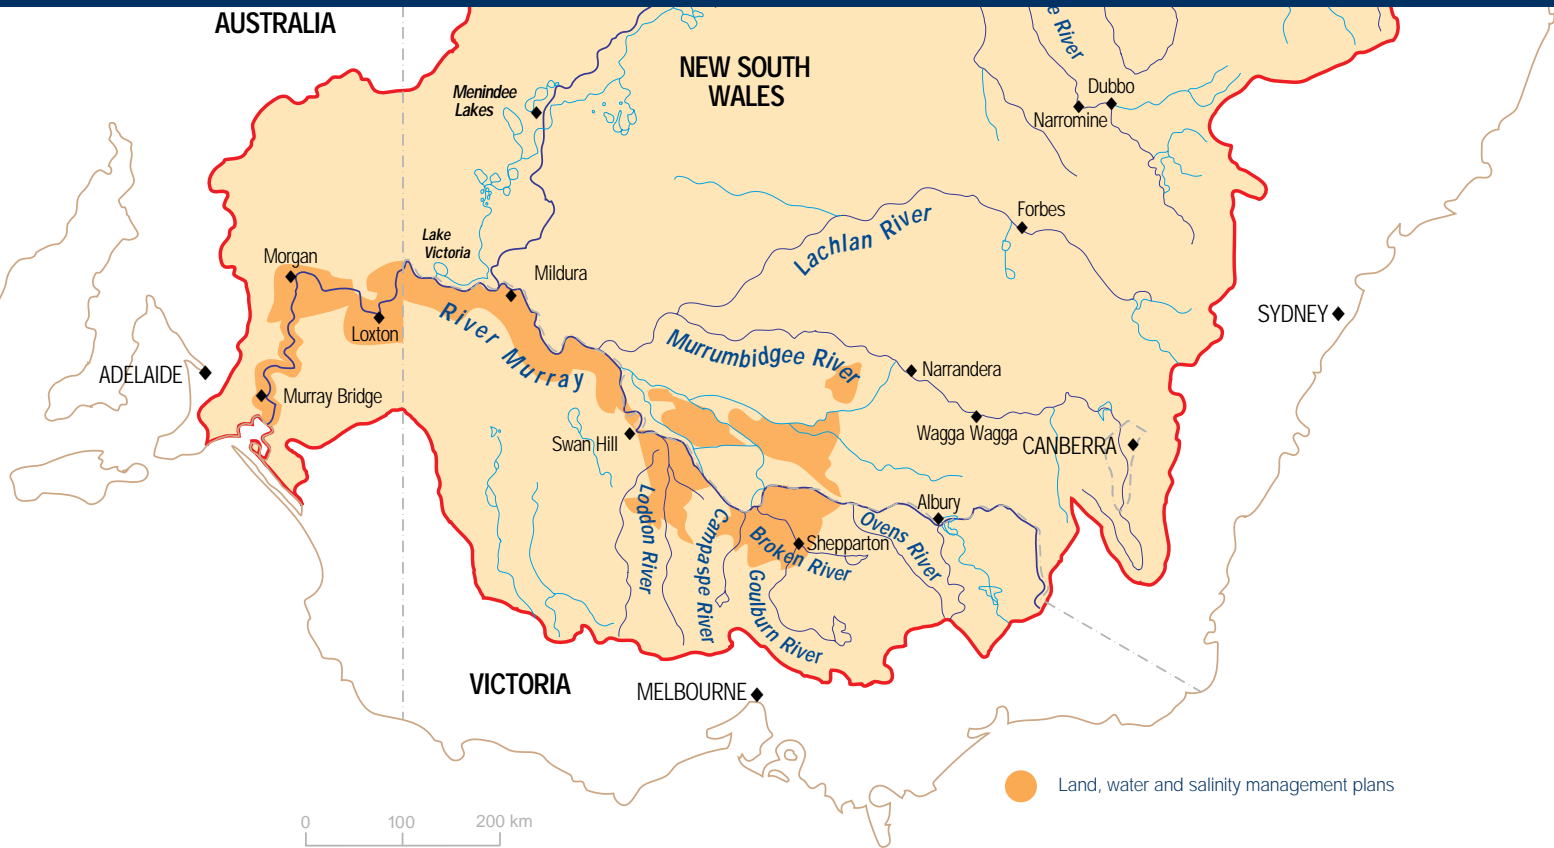 AUSTRALIA
e River
NEW SOUTH
WALES
Menindee
Lakes
Dubbo
Narromine
Forbes
Lachlan River
Lake
Victoria
Morgan
Mildura
SYDNEY
Loxton
River Murray
Murrumbidgee River
Narrandera
ADELAIDE
Murray Bridge
Swan Hill
Wagga Wagga
CANBERRA
Albury
Loddon River
Campaspe River
Broken River
Shepparton
Ovens River
Goulburn River
VICTORIA
MELBOURNE
Land, water and salinity management plans
0 100 200 km